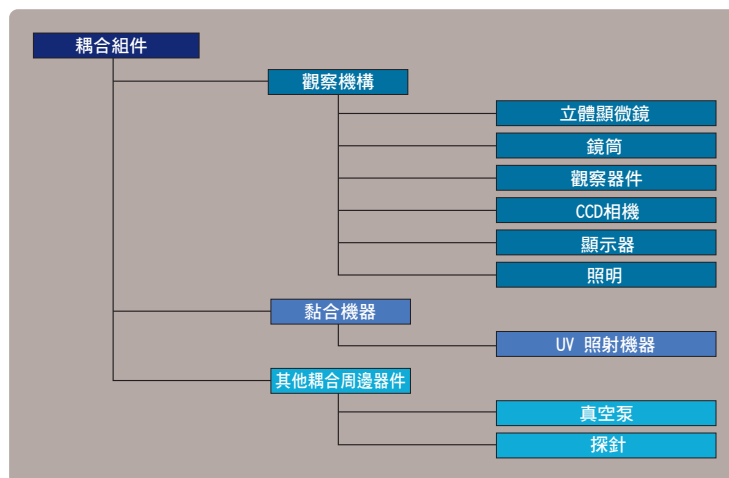 耦合組件
觀察機構
立體顯微鏡
鏡筒
觀察器件
CCD相機
顯示器
照明
黏合機器
UV 照射機器
其他耦合周邊器件
真空泵
探針